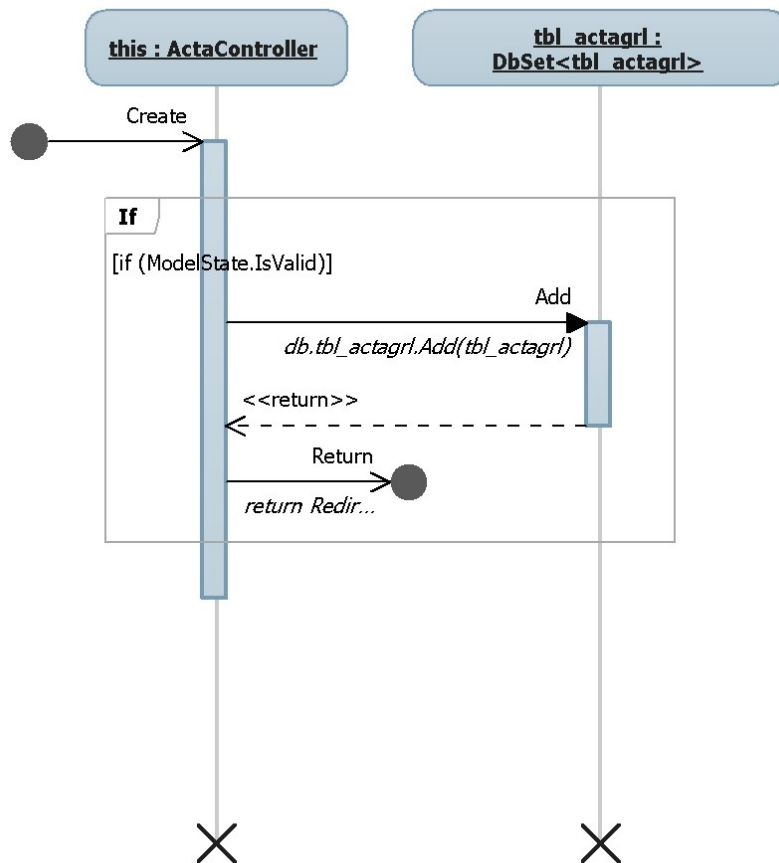 this : ActaController
tbl_actagrl :
DbSet<tbl_actagrl>
Create
If
[if (ModelState.IsValid)]
Add
db.tbl_actagrl.Add(tbl_actagrl)
<<return>>
Return
return Redir...